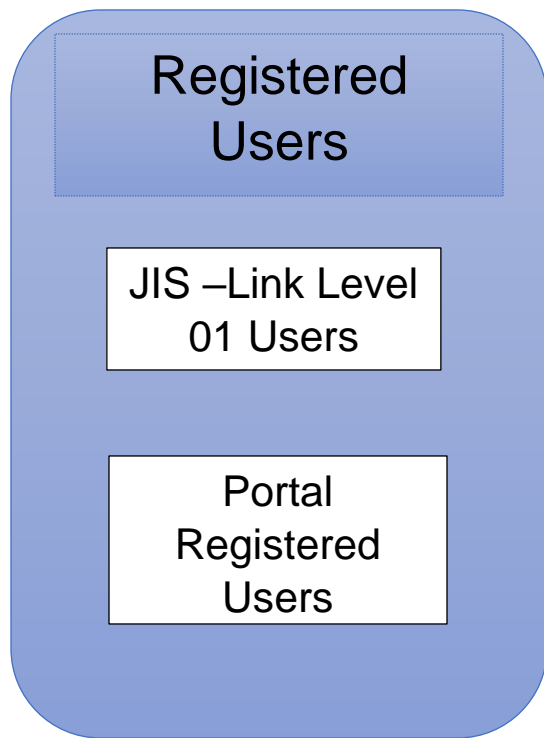 Registered
Users
JIS –Link Level
01 Users
Portal
Registered
Users